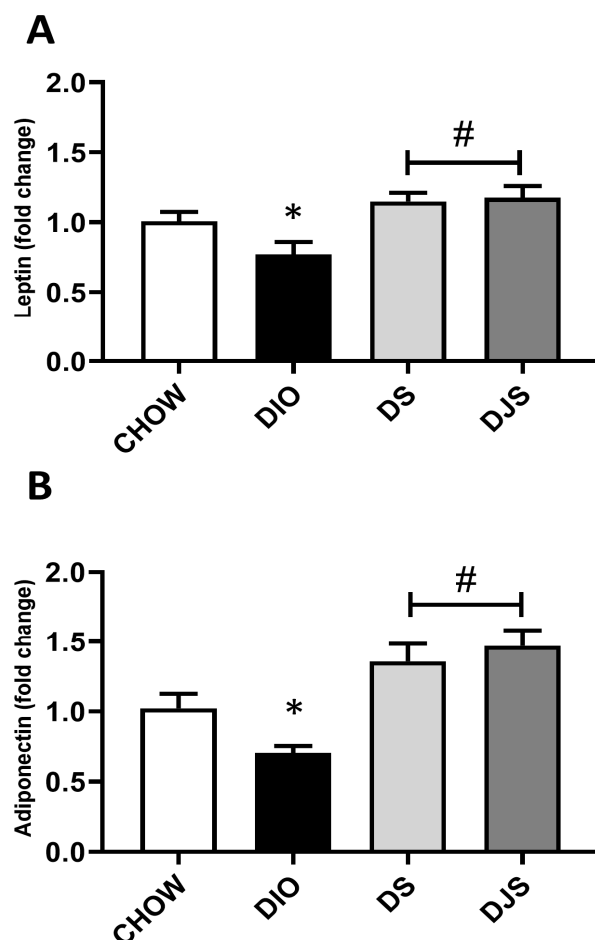 A
Leptin (fold change)
2.0
1.5
1.0
0.5
0.0
*
#
CHOW
DIO
DS
DJS
B
Adiponectin (fold change)
2.0
1.5
1.0
0.5
0.0
*
#
CHOW
DIO
DS
DJS